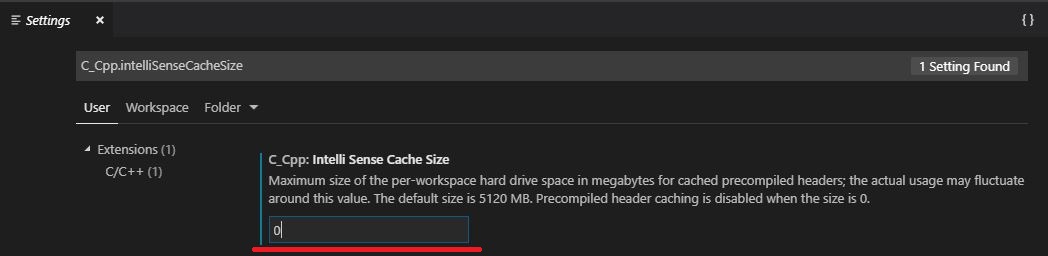 Settings
{ }
C_Cpp.intelliSenseCacheSize
1 Setting Found
User Workspace Folder
Extensions (1)
C/C++ (1)
C_Cpp: Intelli Sense Cache Size
Maximum size of the per-workspace hard drive space in megabytes for cached precompiled headers; the actual usage may fluctuate
around this value. The default size is 5120 MB. Precompiled header caching is disabled when the size is 0.
0